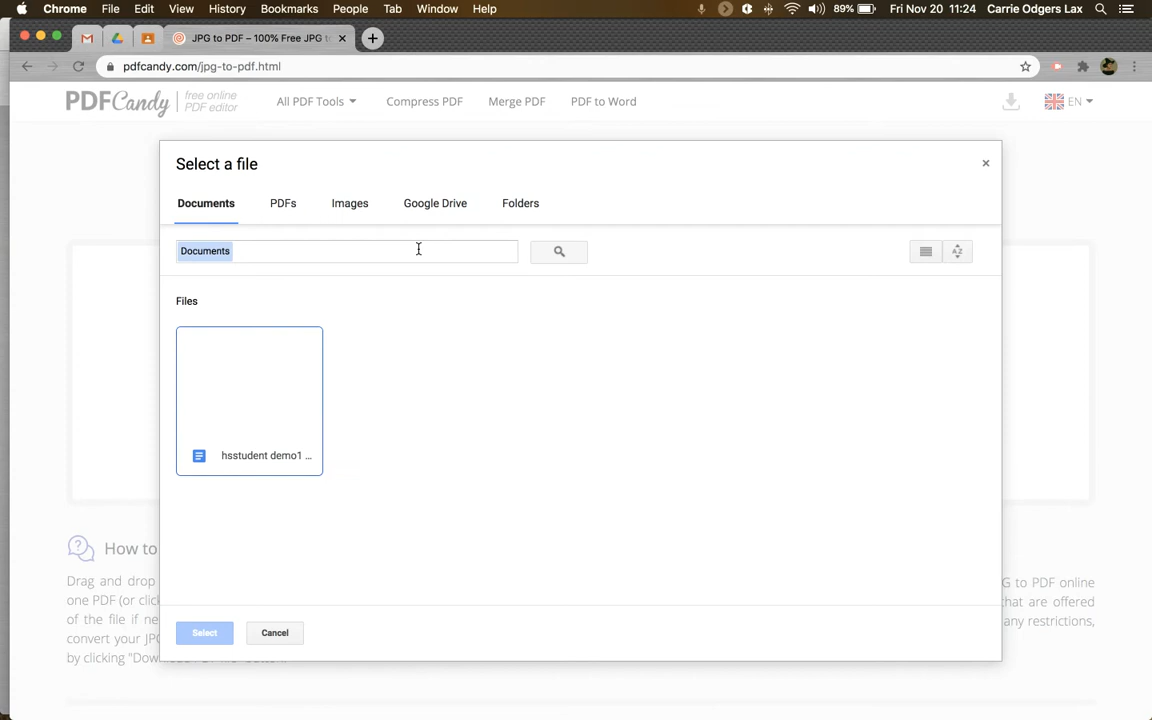 Chrome File Edit View History Bookmarks People Tab Window Help 89% Fri Nov 20 11:24 Carrie Odgers Lax
JPG to PDF – 100% Free JPG t
pdfcandy.com/jpg-to-pdf.html
PDFCandy free online PDF editor All PDF Tools Compress PDF Merge PDF PDF to Word EN
Select a file
Documents PDFs Images Google Drive Folders
Documents
Files
hsstudent demo1 ...
How to
Drag and drop
one PDF (or clic
of the file if ne
convert your JPG
by clicking "Dow
G to PDF online
that are offered
any restrictions,
Select Cancel